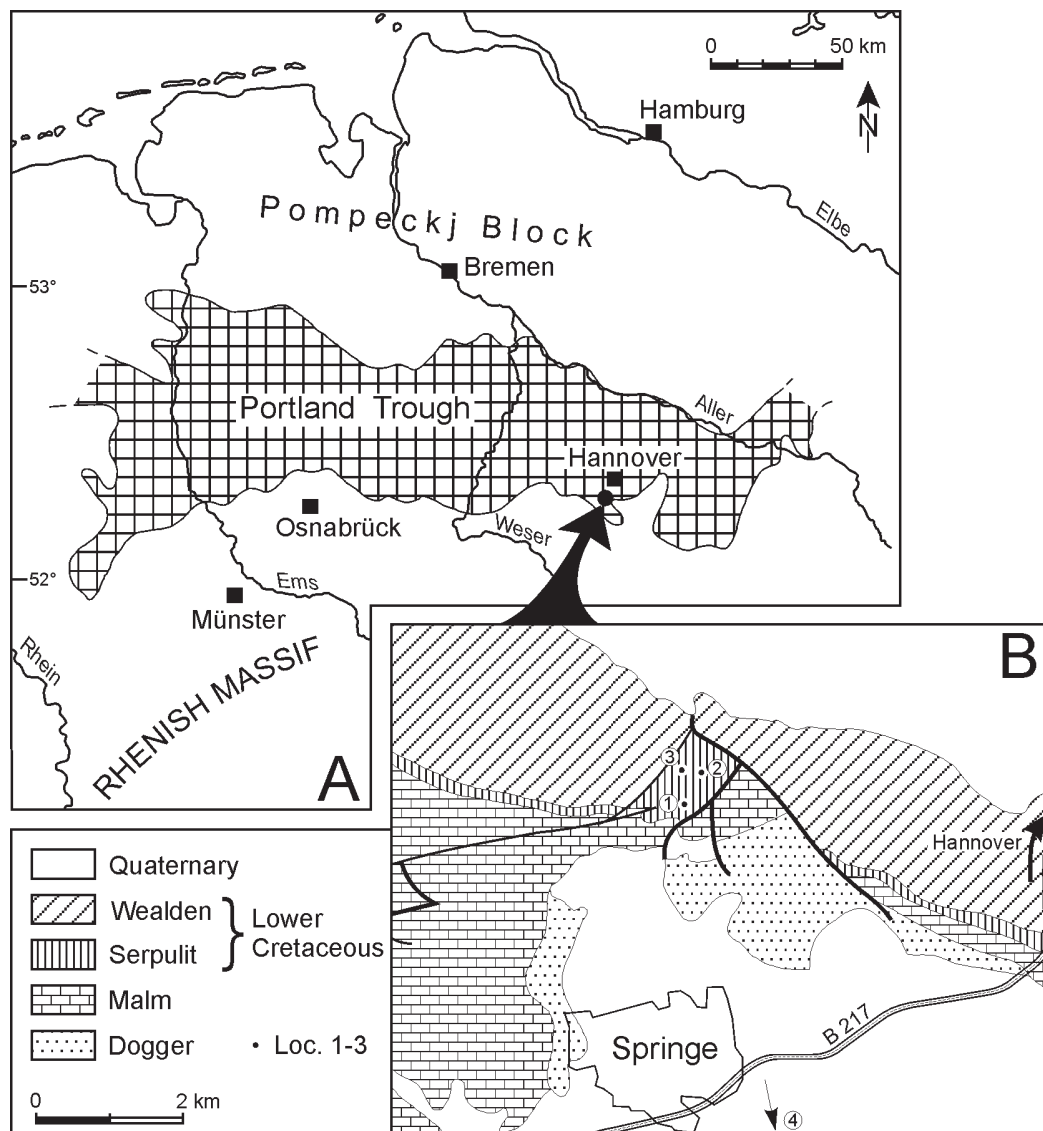 0 50 km
Hamburg
N
Elbe
Pompeckj Block
Bremen
53°
Portland Trough
Aller
Hannover
Osnabrück
Weser
52°
Ems
Münster
Rhein
RHENISH MASSIF
A
B
3
2
1
Hannover
Quaternary
Wealden
Serpulit
Lower
Cretaceous
Malm
Dogger
Loc. 1-3
0 2 km
Springe
B 217
4